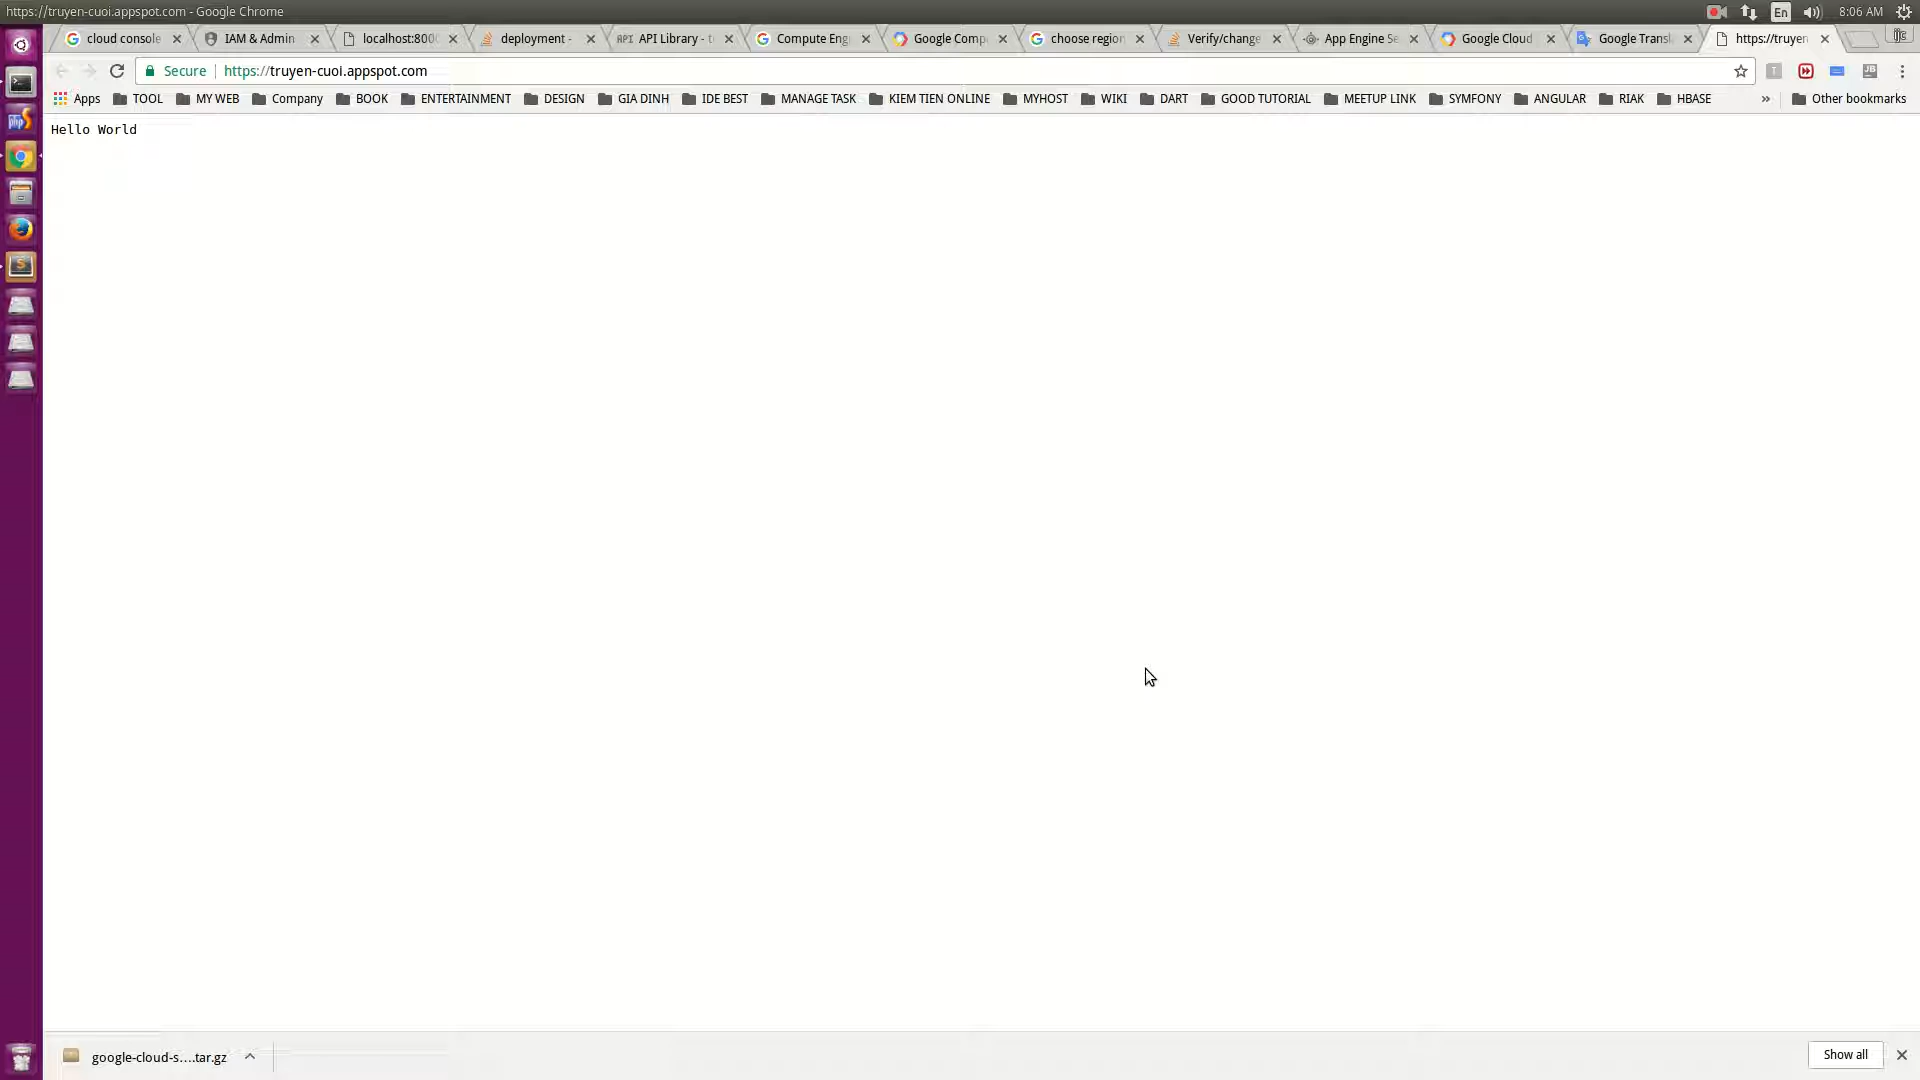 https://truyen-cuoi.appspot.com - Google Chrome
En
8:06 AM
cloud console
IAM & Admin
localhost:800
deployment -
API Library - t
Compute Eng
Google Comp
choose region
Verify/change
App Engine Se
Google Cloud
Google Transl
https://truyen
Secure
https://truyen-cuoi.appspot.com
Apps
TOOL
MY WEB
Company
BOOK
ENTERTAINMENT
DESIGN
GIA DINH
IDE BEST
MANAGE TASK
KIEM TIEN ONLINE
MYHOST
WIKI
DART
GOOD TUTORIAL
MEETUP LINK
SYMFONY
ANGULAR
RIAK
HBASE
»
Other bookmarks
Hello World
google-cloud-s....tar.gz
Show all